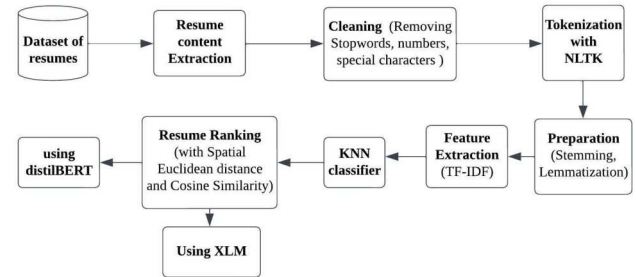 Dataset of
resumes
Resume
content
Extraction
Cleaning (Removing
Stopwords, numbers,
special characters )
Tokenization
with
NLTK
Preparation
(Stemming,
Lemmatization)
Feature
Extraction
(TF-IDF)
KNN
classifier
Resume Ranking
(with Spatial
Euclidean distance
and Cosine Similarity)
using
distilBERT
Using XLM